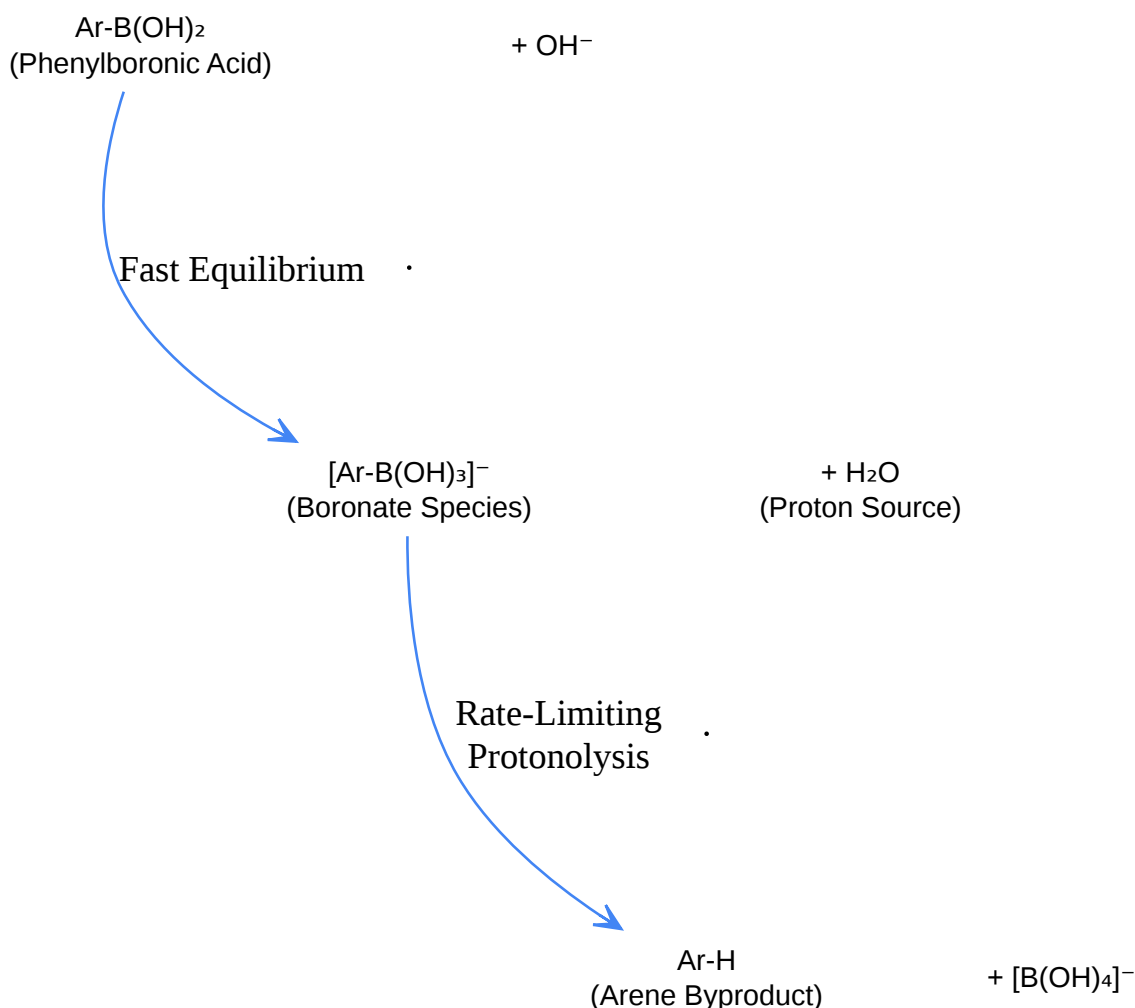 Ar-B(OH)₂
(Phenylboronic Acid)
+ OH⁻
Fast Equilibrium
[Ar-B(OH)₃]⁻
(Boronate Species)
+ H₂O
(Proton Source)
Rate-Limiting
Protonolysis
Ar-H
(Arene Byproduct)
+ [B(OH)₄]⁻